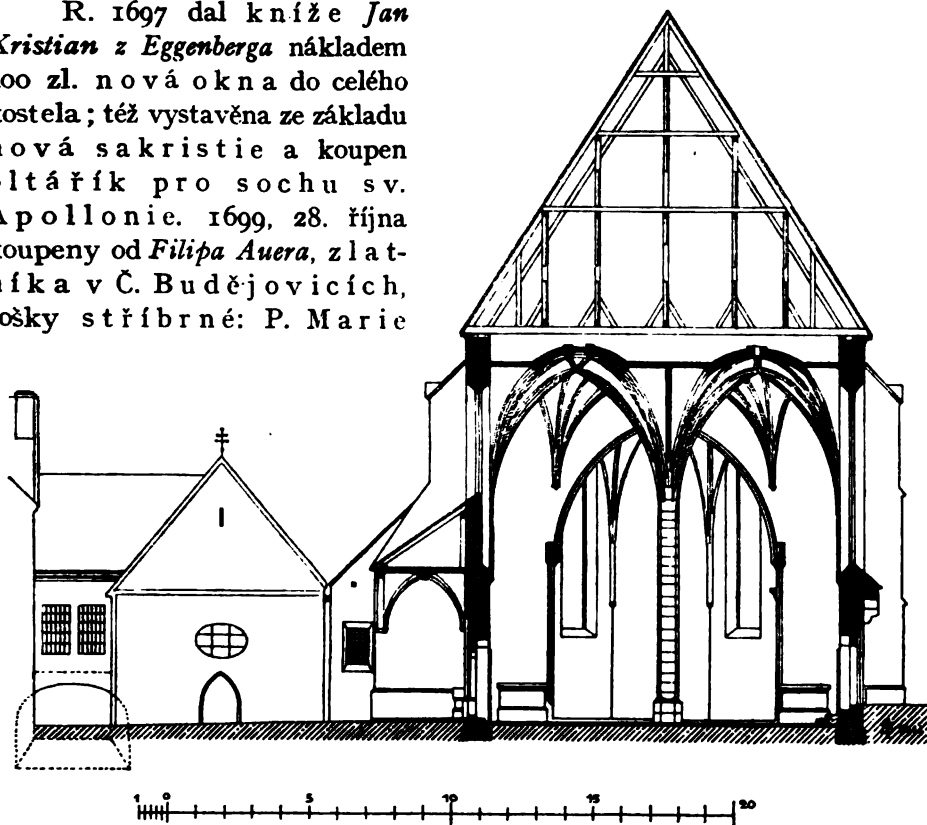 R. 1697 dal kníže Jan
Kristian z Eggenberga nákladem
00 zl. nová okna do celého
kostela; též vystavěna ze základu
nová sakristie a koupen
oltářík pro sochu sv.
Apollonie. 1699, 28. října
koupeny od Filipa Auera, zlat-
níka v Č. Budějovicích,
ošky stříbrné: P. Marie
1 0 5 10 15 20